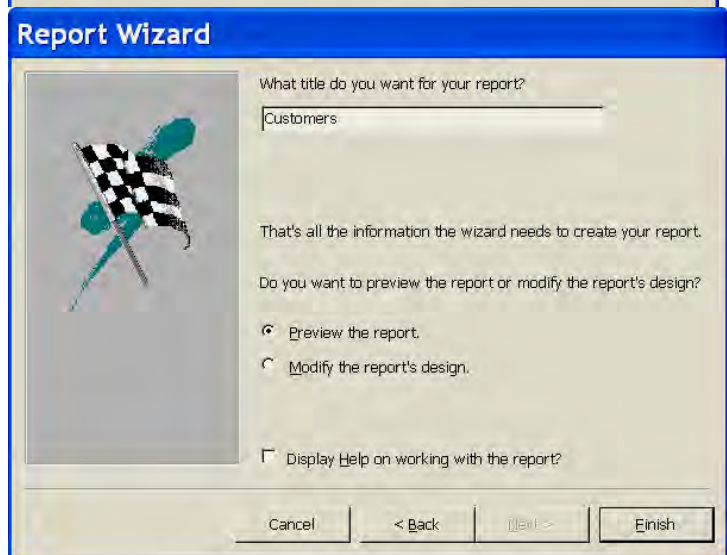 Report Wizard
What title do you want for your report?
Customers
That's all the information the wizard needs to create your report.
Do you want to preview the report or modify the report's design?
Preview the report.
Modify the report's design.
Display Help on working with the report?
Cancel
< Back
Next >
Finish